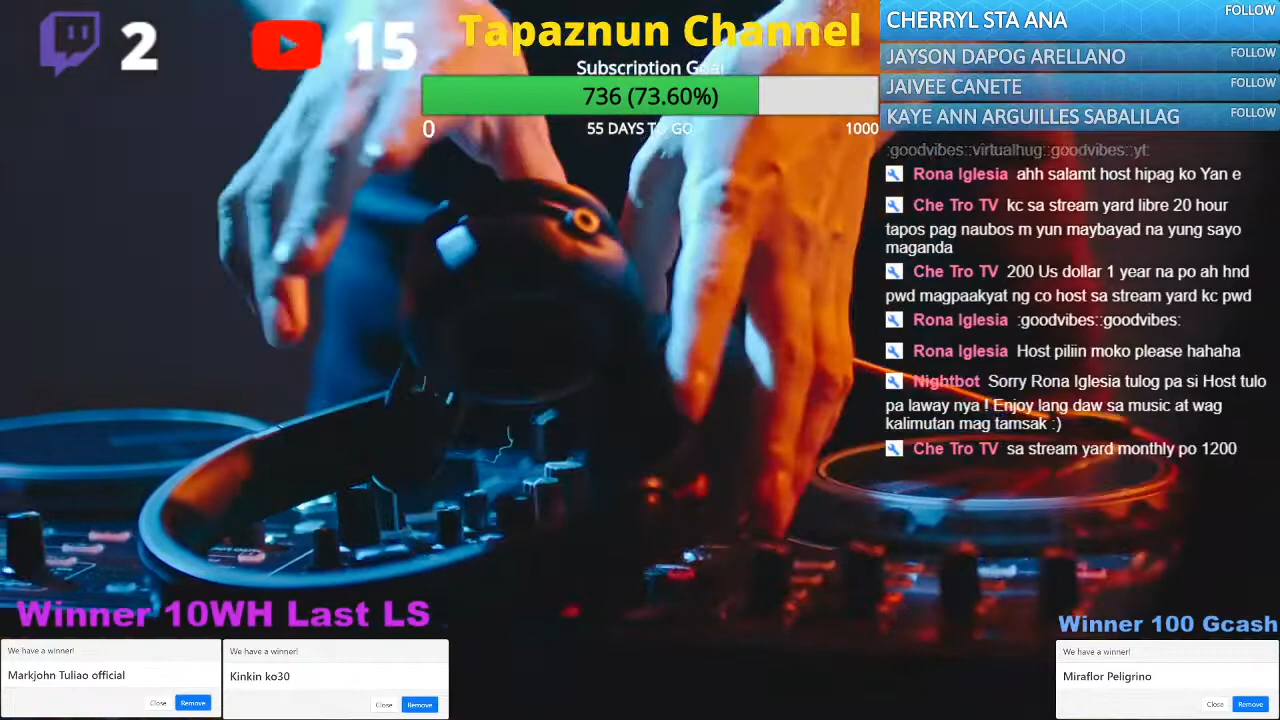 2
15
Tapaznun Channel
Subscription Goal
736 (73.60%)
0
55 DAYS TO GO
1000
CHERRYL STA ANA
FOLLOW
JAYSON DAPOG ARELLANO
FOLLOW
JAIVEE CANETE
FOLLOW
KAYE ANN ARGUILLES SABALILAG
FOLLOW
:goodvibes::virtualhug::goodvibes::yt:
Rona Iglesia ahh salamt host hipag ko Yan e
Che Tro TV kc sa stream yard libre 20 hour
tapos pag naubos m yun maybayad na yung sayo
maganda
Che Tro TV 200 Us dollar 1 year na po ah hnd
pwd magpaakyat ng co host sa stream yard kc pwd
Rona Iglesia :goodvibes::goodvibes:
Rona Iglesia Host piliin moko please hahaha
Nightbot Sorry Rona Iglesia tulog pa si Host tulo
pa laway nya ! Enjoy lang daw sa music at wag
kalimutan mag tamsak :)
Che Tro TV sa stream yard monthly po 1200
Winner 10WH Last LS
We have a winner!
Markjohn Tuliao official
Close Remove
We have a winner!
Kinkin ko30
Close Remove
Winner 100 Gcash
We have a winner!
Miraflor Peligrino
Close Remove